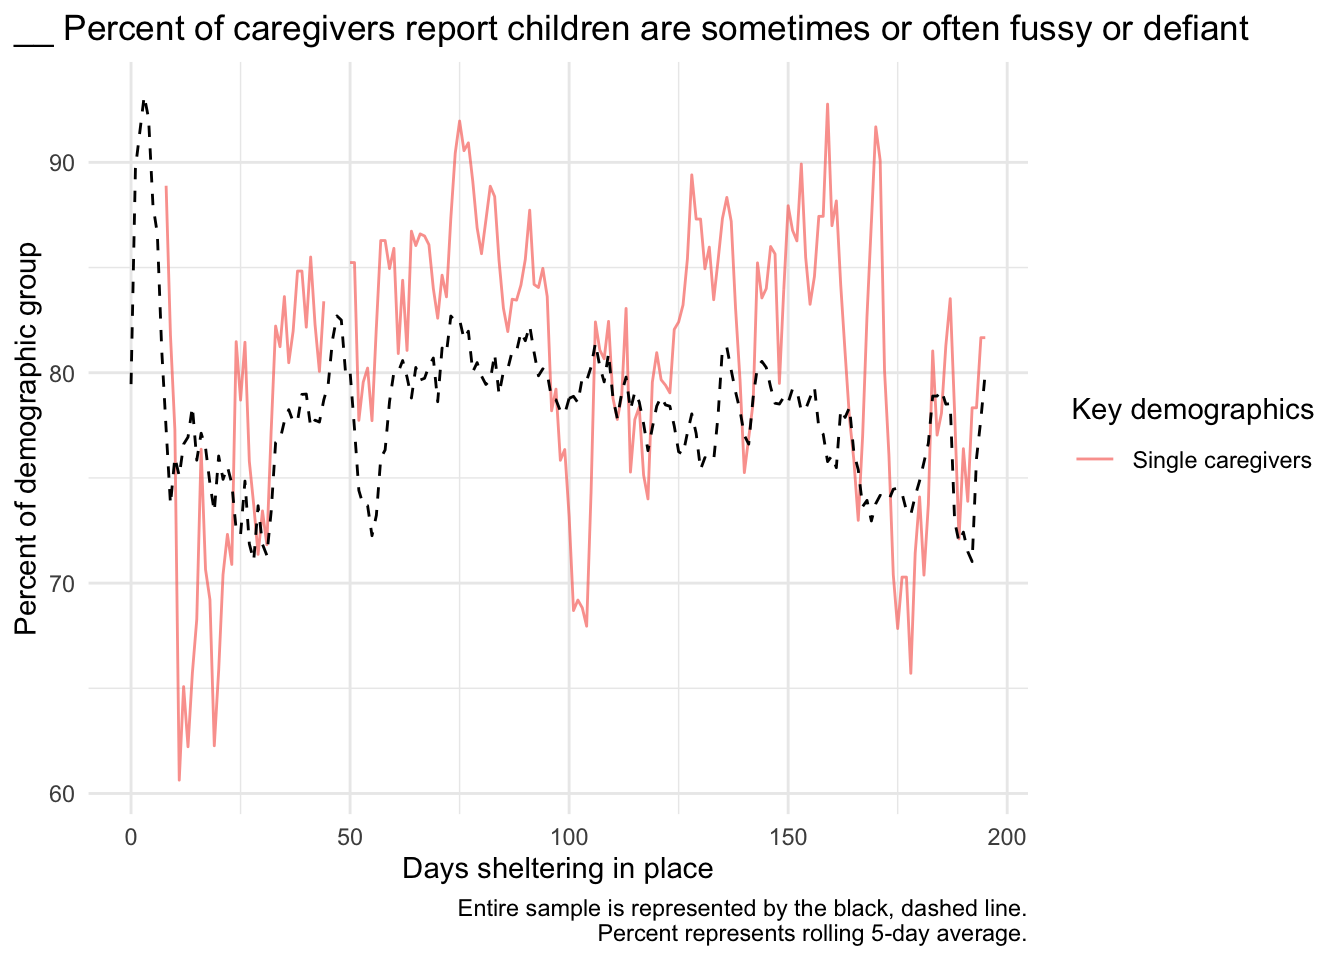 __ Percent of caregivers report children are sometimes or often fussy or defiant
Percent of demographic group
90
80
70
60
0 50 100 150 200
Days sheltering in place
Key demographics
Single caregivers
Entire sample is represented by the black, dashed line.
Percent represents rolling 5-day average.